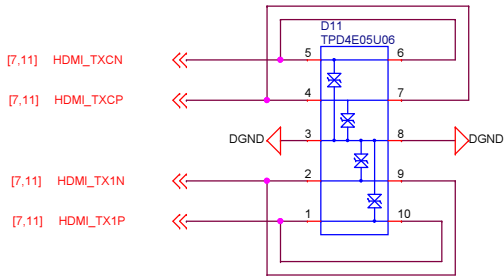 D11
TPD4E05U06
[7,11] HDMI_TXCN
5
6
[7,11] HDMI_TXCP
4
7
DGND
3
8
DGND
[7,11] HDMI_TX1N
2
9
[7,11] HDMI_TX1P
1
10